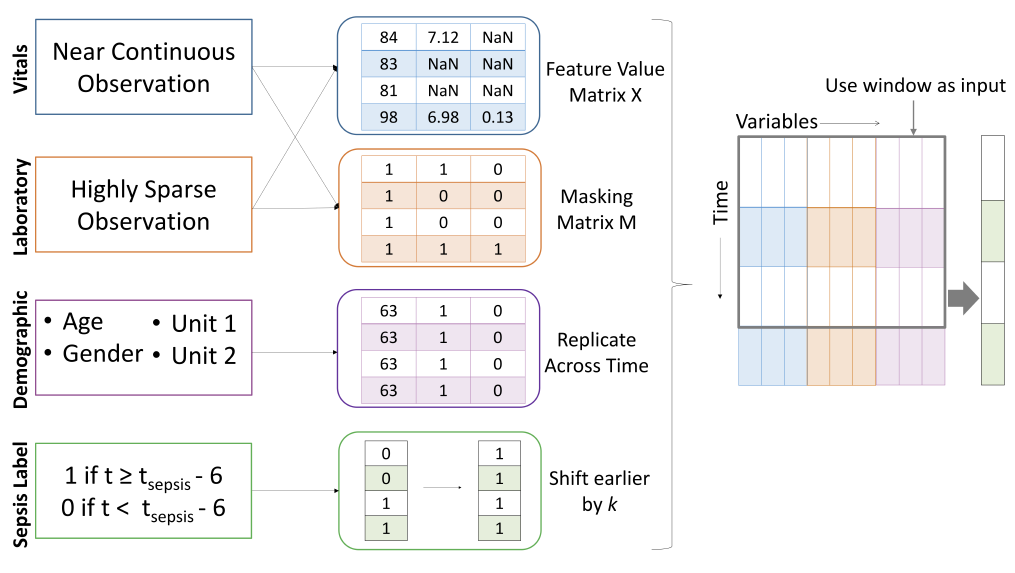 Vitals
Near Continuous
Observation
84 7.12 NaN
83 NaN NaN
81 NaN NaN
98 6.98 0.13
Feature Value
Matrix X
Laboratory
Highly Sparse
Observation
1 1 0
1 0 0
1 0 0
1 1 1
Masking
Matrix M
Demographic
• Age • Unit 1
• Gender • Unit 2
63 1 0
63 1 0
63 1 0
63 1 0
Replicate
Across Time
Sepsis Label
1 if t ≥ tsepsis - 6
0 if t < tsepsis - 6
0 1
0 1
1 1
1 1
Shift earlier
by k
Use window as input
Variables
Time